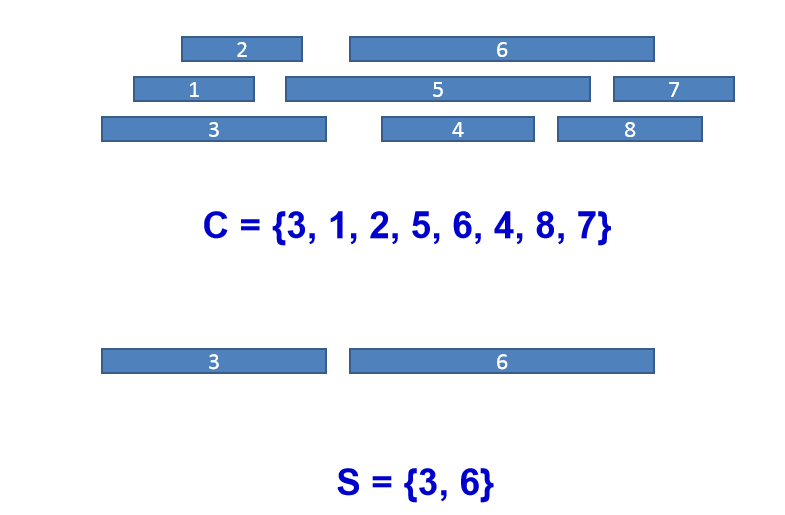 2 6
1 5 7
3 4 8
C = {3, 1, 2, 5, 6, 4, 8, 7}
3 6
S = {3, 6}